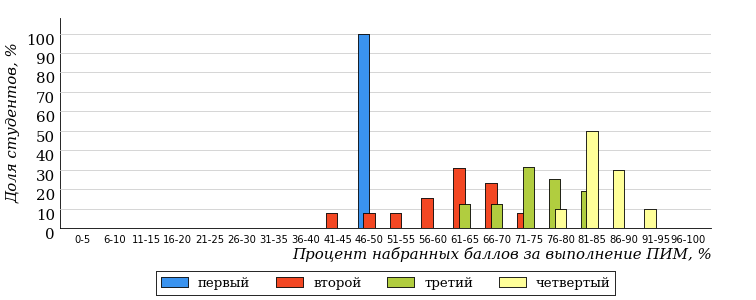 Доля студентов, %
100
90
80
70
60
50
40
30
20
10
0
0-5 6-10 11-15 16-20 21-25 26-30 31-35 36-40 41-45 46-50 51-55 56-60 61-65 66-70 71-75 76-80 81-85 86-90 91-95 96-100
Процент набранных баллов за выполнение ПИМ, %
первый второй третий четвертый